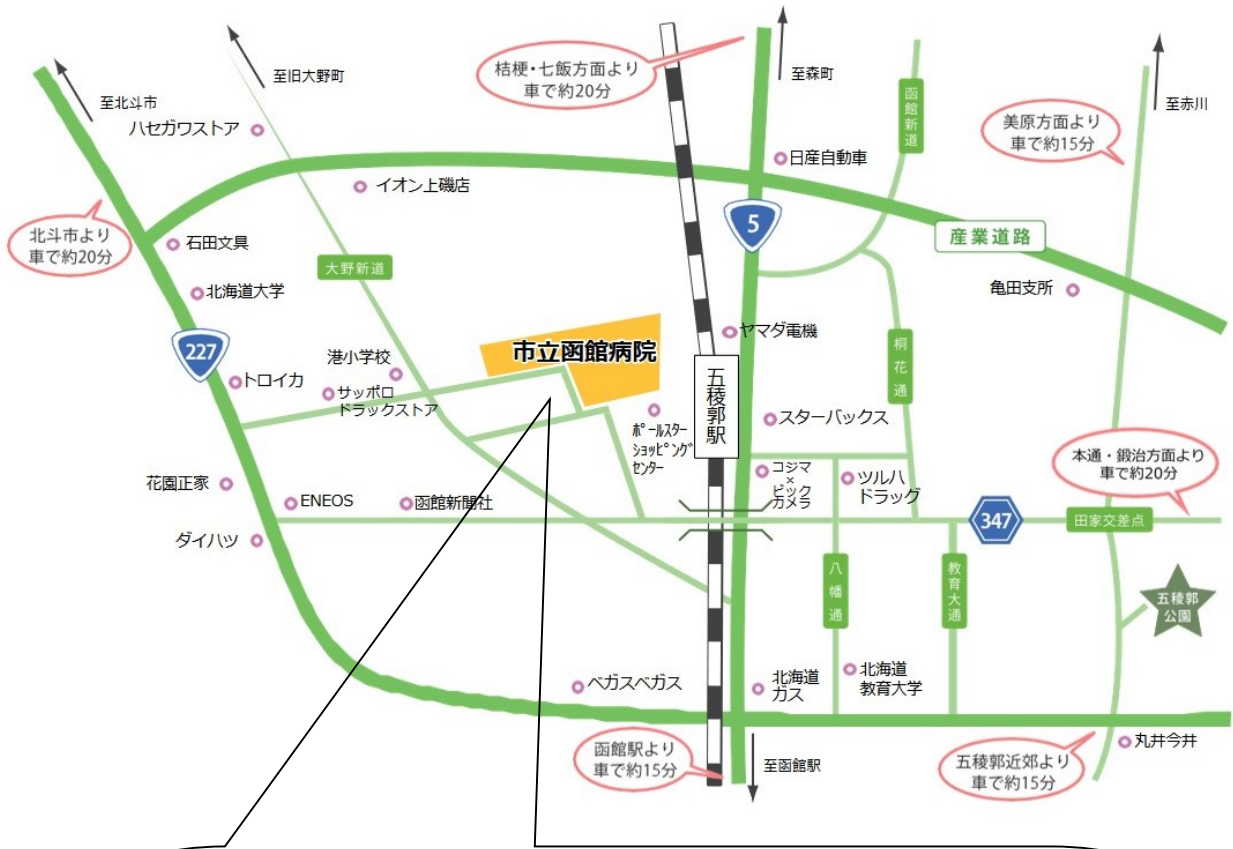 桔梗・七飯方面より
車で約20分
至森町
至旧大野町
至北斗市
ハセガワストア
函館新道
至赤川
美原方面より
車で約15分
日産自動車
イオン上磯店
5
北斗市より
車で約20分
石田文具
産業道路
大野新道
北海道大学
亀田支所
ヤマダ電機
227
市立函館病院
桐花通
港小学校
トロイカ
サッポロ
ドラックストア
五稜郭駅
ポールスター
ショッピング
センター
スターバックス
本通・鍛治方面より
車で約20分
コジマ
×
ビック
カメラ
ツルハ
ドラッグ
花園正家
ENEOS
函館新聞社
347
田家交差点
ダイハツ
八幡通
教育大通
五稜郭
公園
ベガスベガス
北海道
ガス
北海道
教育大学
函館駅より
車で約15分
至函館駅
五稜郭近郊より
車で約15分
丸井今井